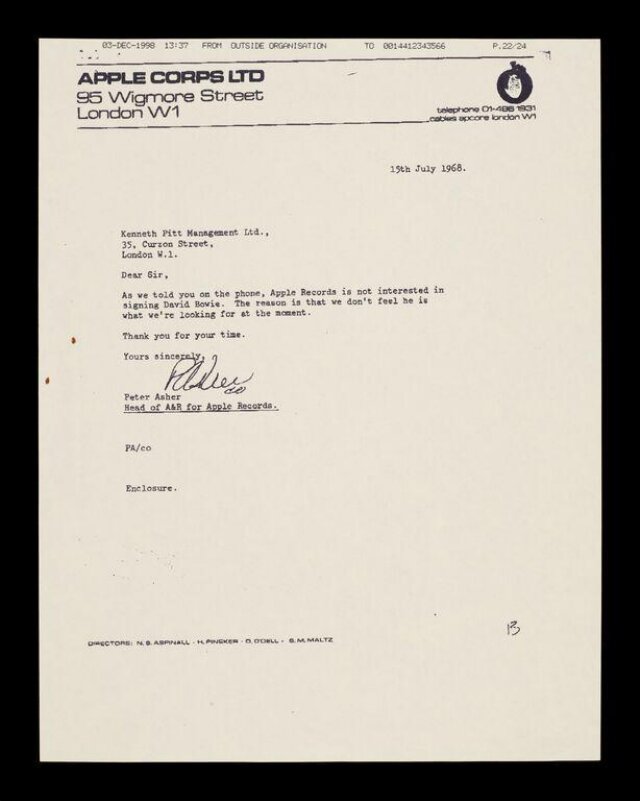 03-DEC-1998 13:37 FROM OUTSIDE ORGANISATION TO 0014412343566 P.22/24
APPLE CORPS LTD
95 Wigmore Street
London W1
telephone 01-486 1931
cables apcore london W1
15th July 1968.
Kenneth Pitt Management Ltd.,
35, Curzon Street,
London W.1.
Dear Sir,
As we told you on the phone, Apple Records is not interested in
signing David Bowie. The reason is that we don't feel he is
what we're looking for at the moment.
Thank you for your time.
Yours sincerely,
Peter Asher
Head of A&R for Apple Records.
PA/co
Enclosure.
13
DIRECTORS: N. S. ASPINALL - H. PINSKER - D. O'DELL - S. M. MALTZ